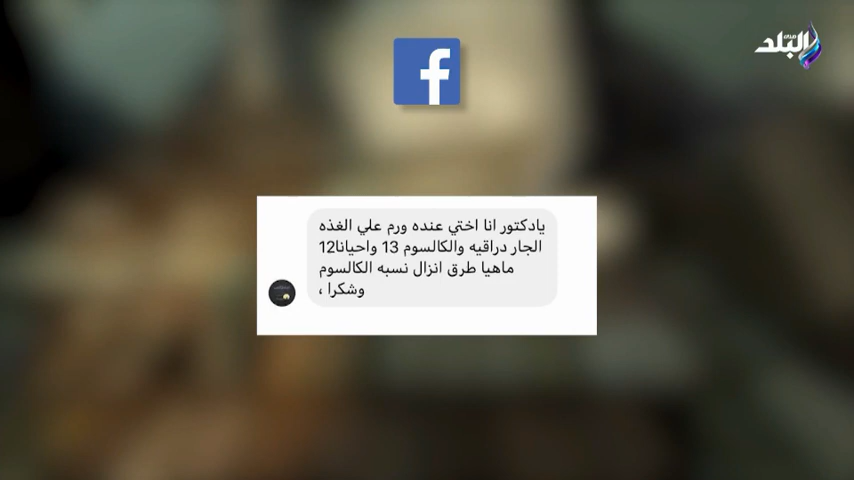 صدى
البلد
f
يادكتور انا اختي عنده ورم علي الغذه
الجار دراقيه والكالسوم 13 واحيانا12
ماهيا طرق انزال نسبه الكالسوم
وشكرا ،